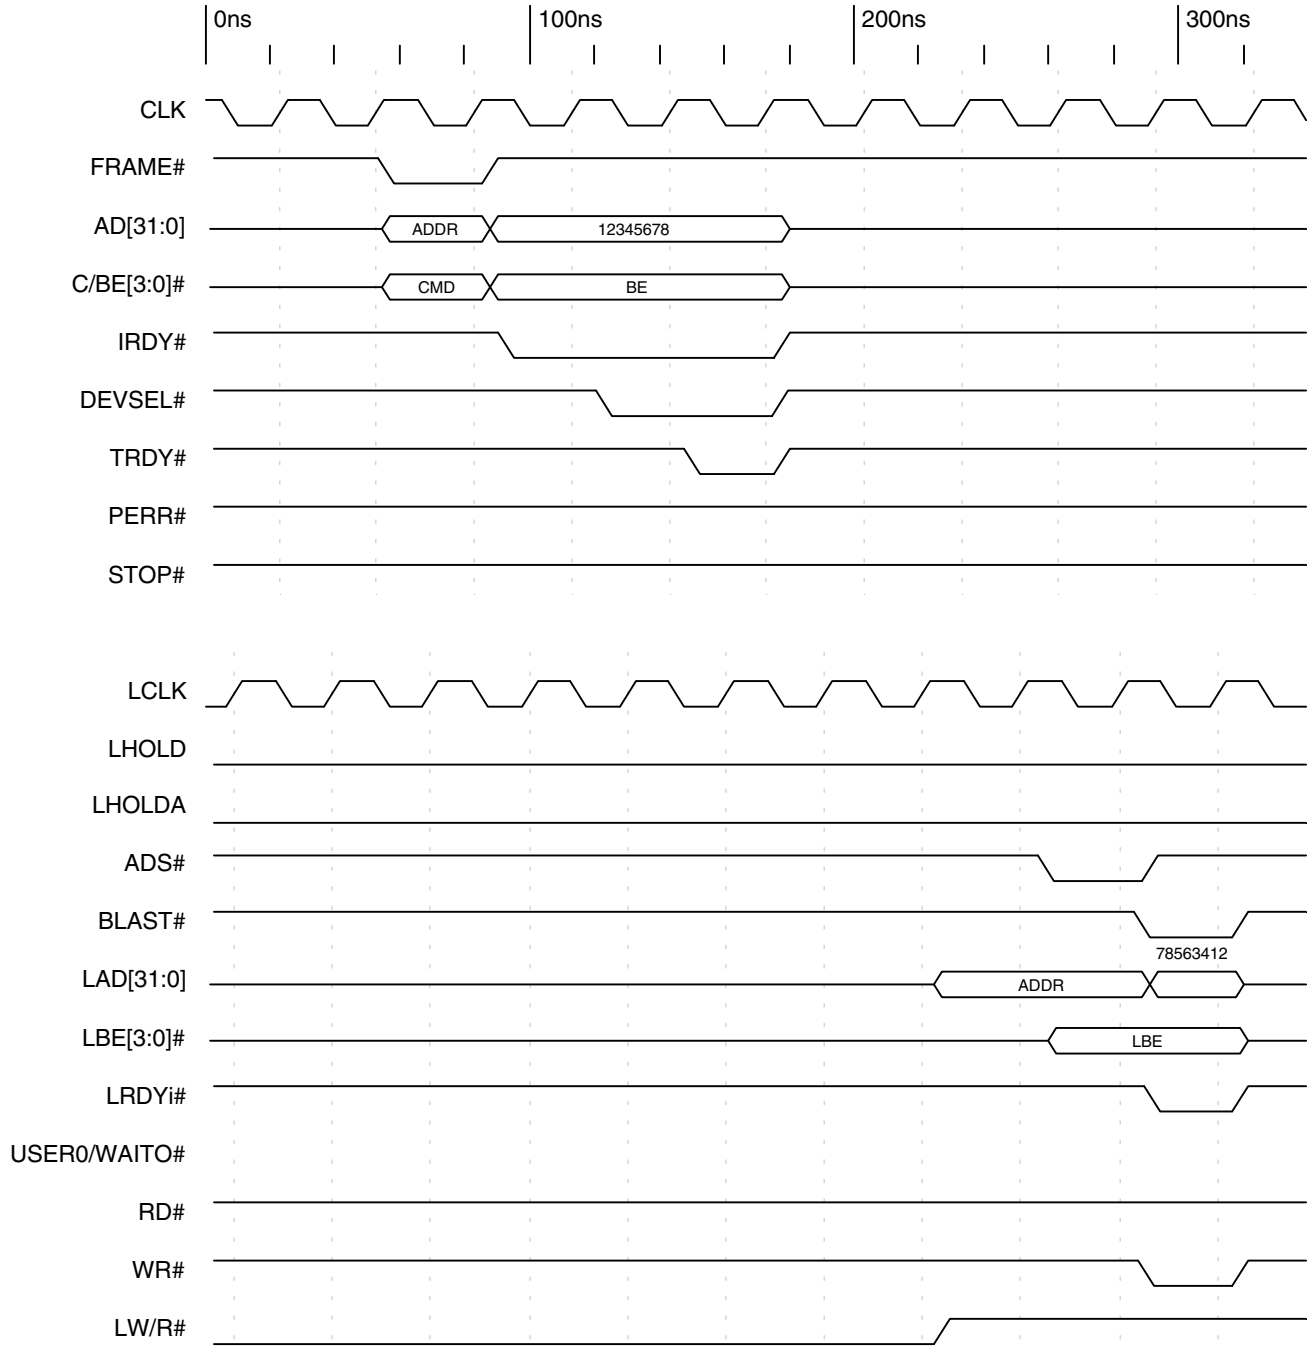 0ns 100ns 200ns 300ns
CLK
FRAME#
AD[31:0] ADDR 12345678
C/BE[3:0]# CMD BE
IRDY#
DEVSEL#
TRDY#
PERR#
STOP#
LCLK
LHOLD
LHOLDA
ADS#
BLAST#
78563412
LAD[31:0] ADDR
LBE[3:0]# LBE
LRDYi#
USER0/WAITO#
RD#
WR#
LW/R#